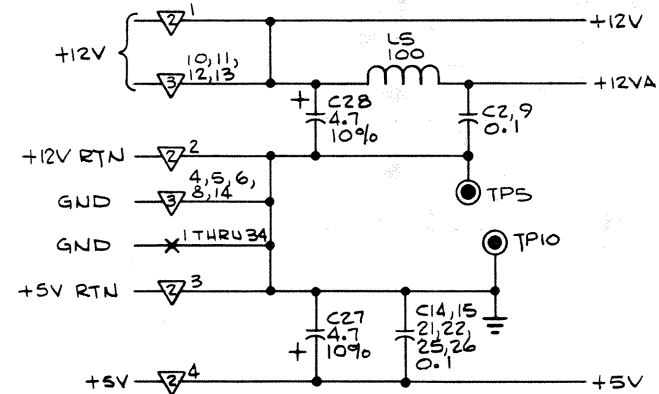 2 1
+12V
+12V
3
10, 11,
12, 13
L5
100
+12VA
+
C28
4.7
10%
C2, 9
0.1
+12V RTN
2 2
GND
3
4, 5, 6,
8, 14
TP5
GND
1 THRU 34
TP10
+5V RTN
2 3
C27
4.7
10%
+
C14, 15
21, 22,
25, 26
0.1
+5V
2 4
+5V